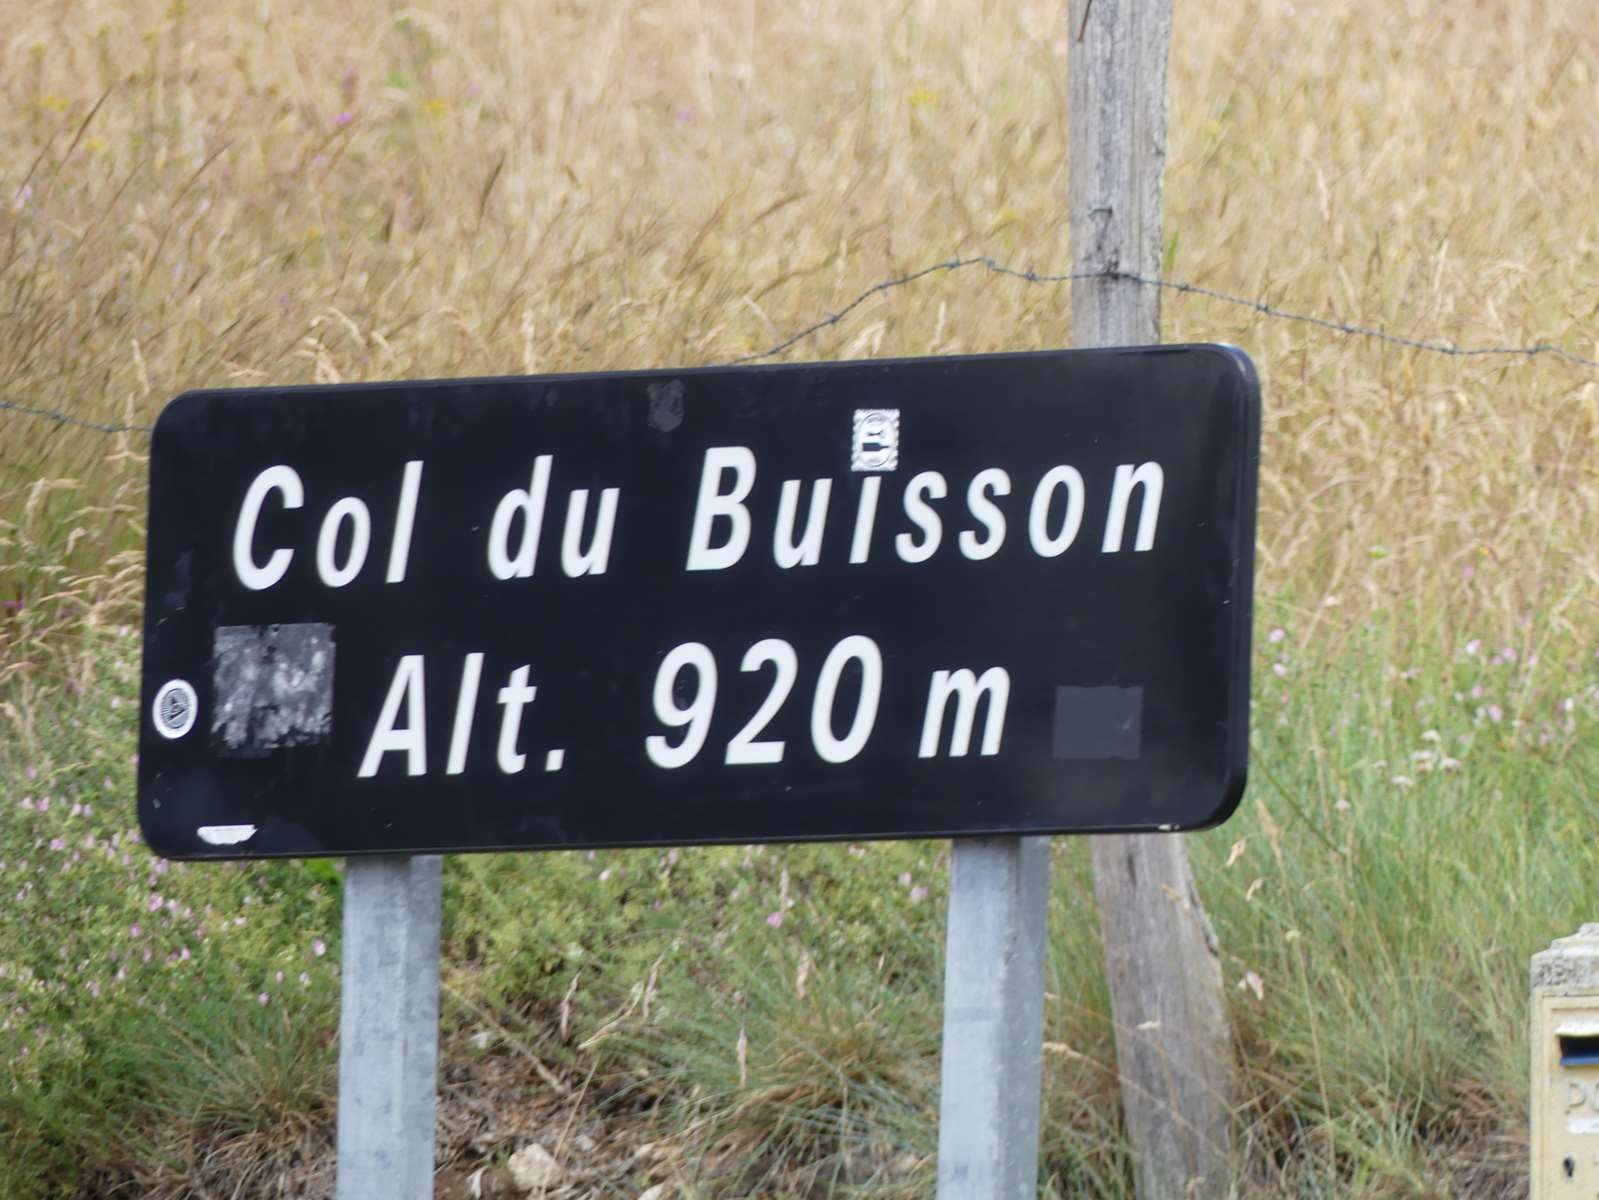 Col du Buisson
Alt. 920 m